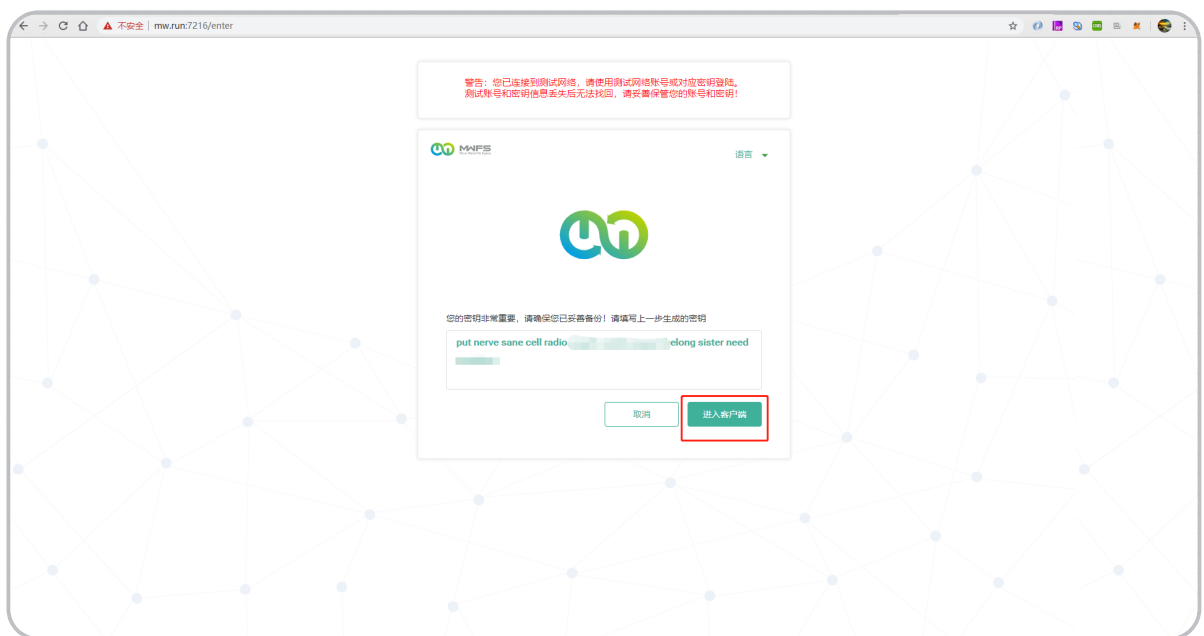 不安全 | mw.run:7216/enter
警告：您已连接到测试网络，请使用测试网络账号或对应密钥登陆。
测试账号和密钥信息丢失后无法找回，请妥善保管您的账号和密钥！
MWFS
语言
您的密钥非常重要，请确保您已妥善备份！请填写上一步生成的密钥
put nerve sane cell radio elong sister need
取消
进入客户端